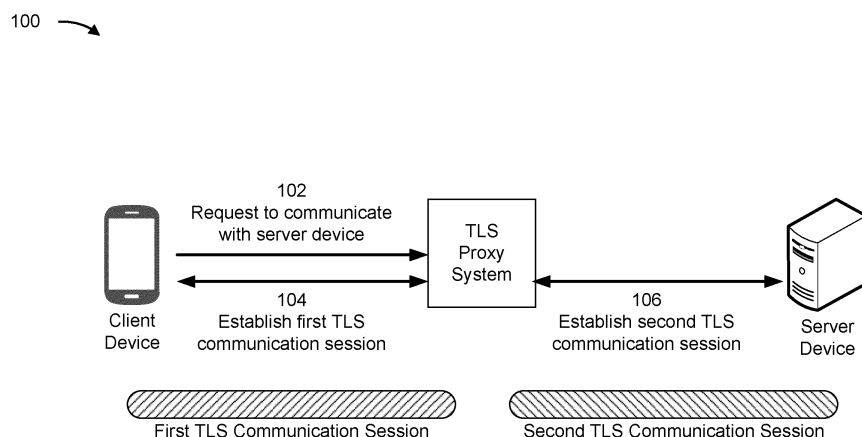 100
102
Request to communicate
with server device
TLS
Proxy
System
104
Establish first TLS
communication session
106
Establish second TLS
communication session
Client
Device
Server
Device
First TLS Communication Session
Second TLS Communication Session